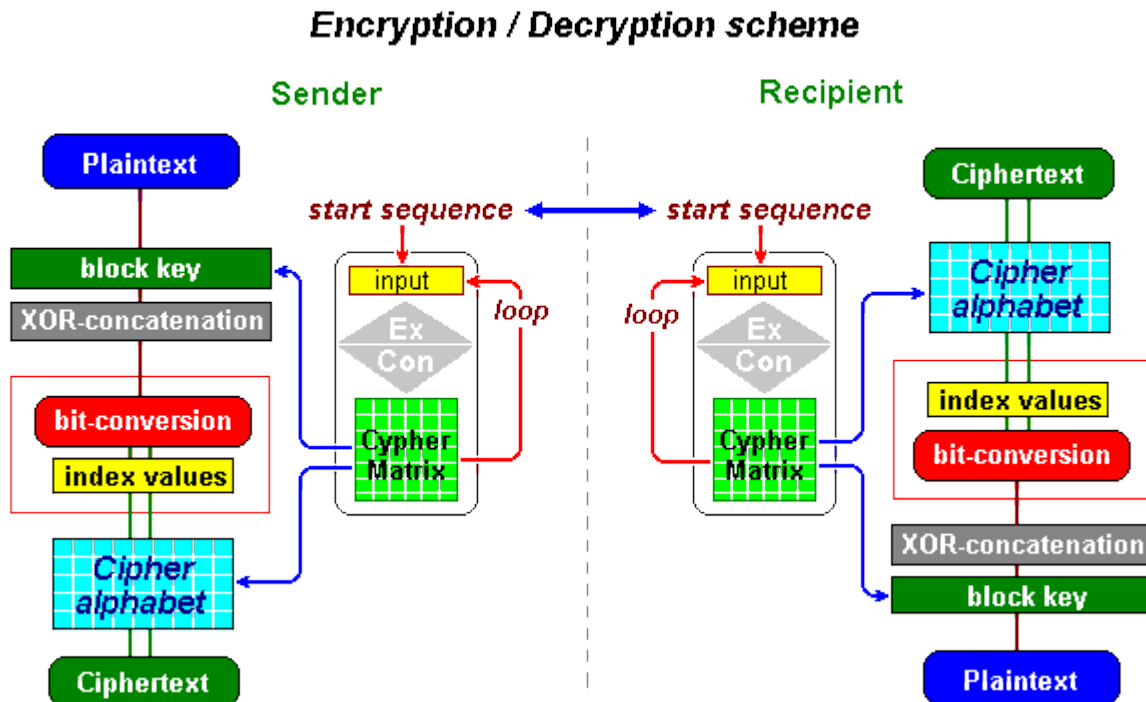 Encryption / Decryption scheme
Sender
Recipient
Plaintext
block key
XOR-concatenation
bit-conversion
index values
Cipher
alphabet
Ciphertext
start sequence
input
loop
Ex
Con
Cypher
Matrix
start sequence
input
loop
Ex
Con
Cypher
Matrix
Ciphertext
Cipher
alphabet
index values
bit-conversion
XOR-concatenation
block key
Plaintext